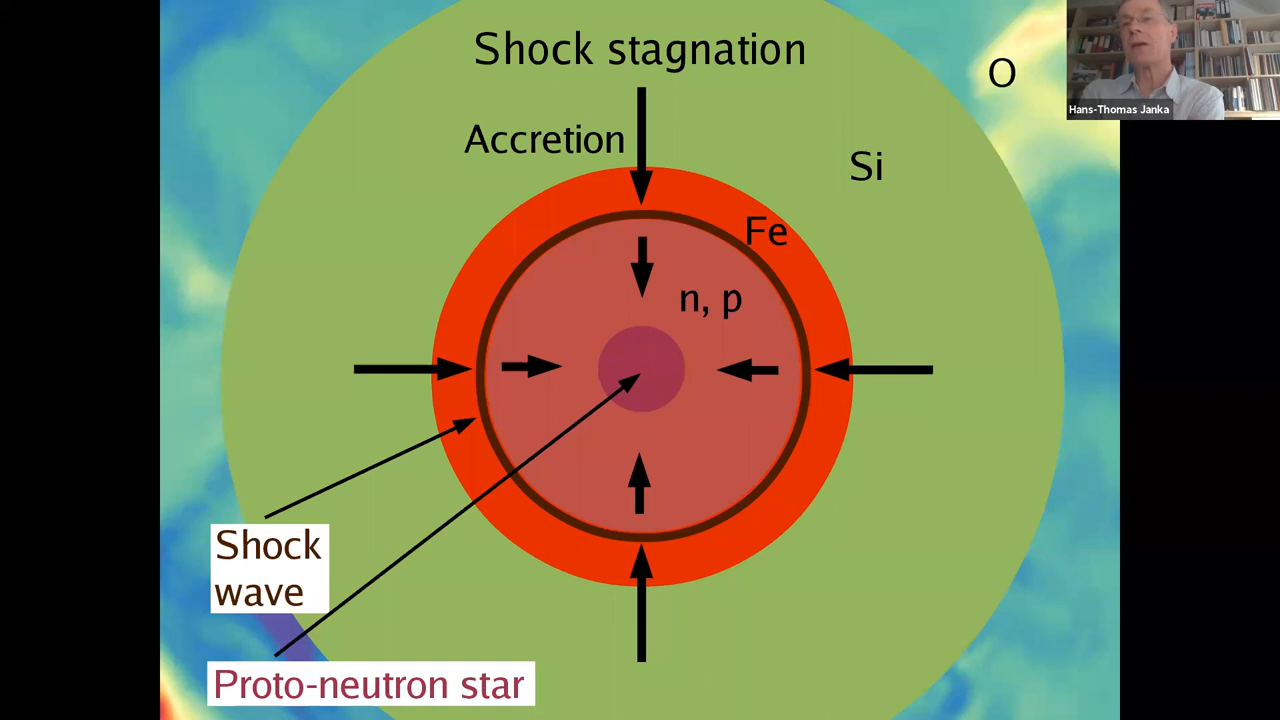 Shock stagnation
O
Hans-Thomas Janka
Accretion
Si
Fe
n, p
Shock
wave
Proto-neutron star